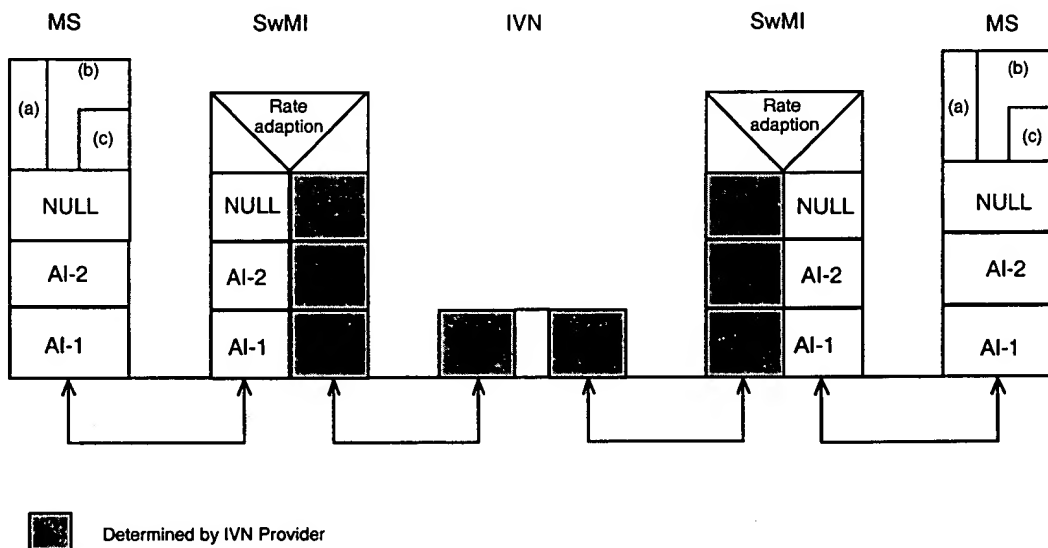 MS SwMI IVN SwMI MS
(a) (b) (c)
Rate
adaption
Rate
adaption
(a) (b) (c)
NULL NULL NULL NULL
AI-2 AI-2 AI-2 AI-2
AI-1 AI-1 AI-1 AI-1
Determined by IVN Provider